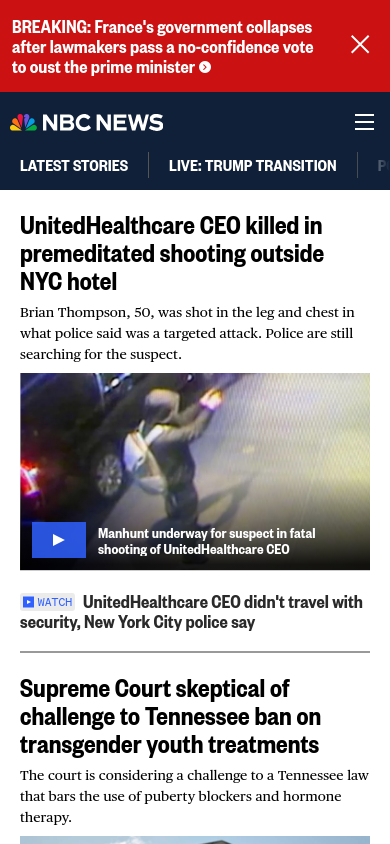 BREAKING: France's government collapses
after lawmakers pass a no-confidence vote
to oust the prime minister
NBC NEWS
LATEST STORIES
LIVE: TRUMP TRANSITION
UnitedHealthcare CEO killed in
premeditated shooting outside
NYC hotel
Brian Thompson, 50, was shot in the leg and chest in
what police said was a targeted attack. Police are still
searching for the suspect.
Manhunt underway for suspect in fatal
shooting of UnitedHealthcare CEO
WATCH UnitedHealthcare CEO didn't travel with
security, New York City police say
Supreme Court skeptical of
challenge to Tennessee ban on
transgender youth treatments
The court is considering a challenge to a Tennessee law
that bars the use of puberty blockers and hormone
therapy.